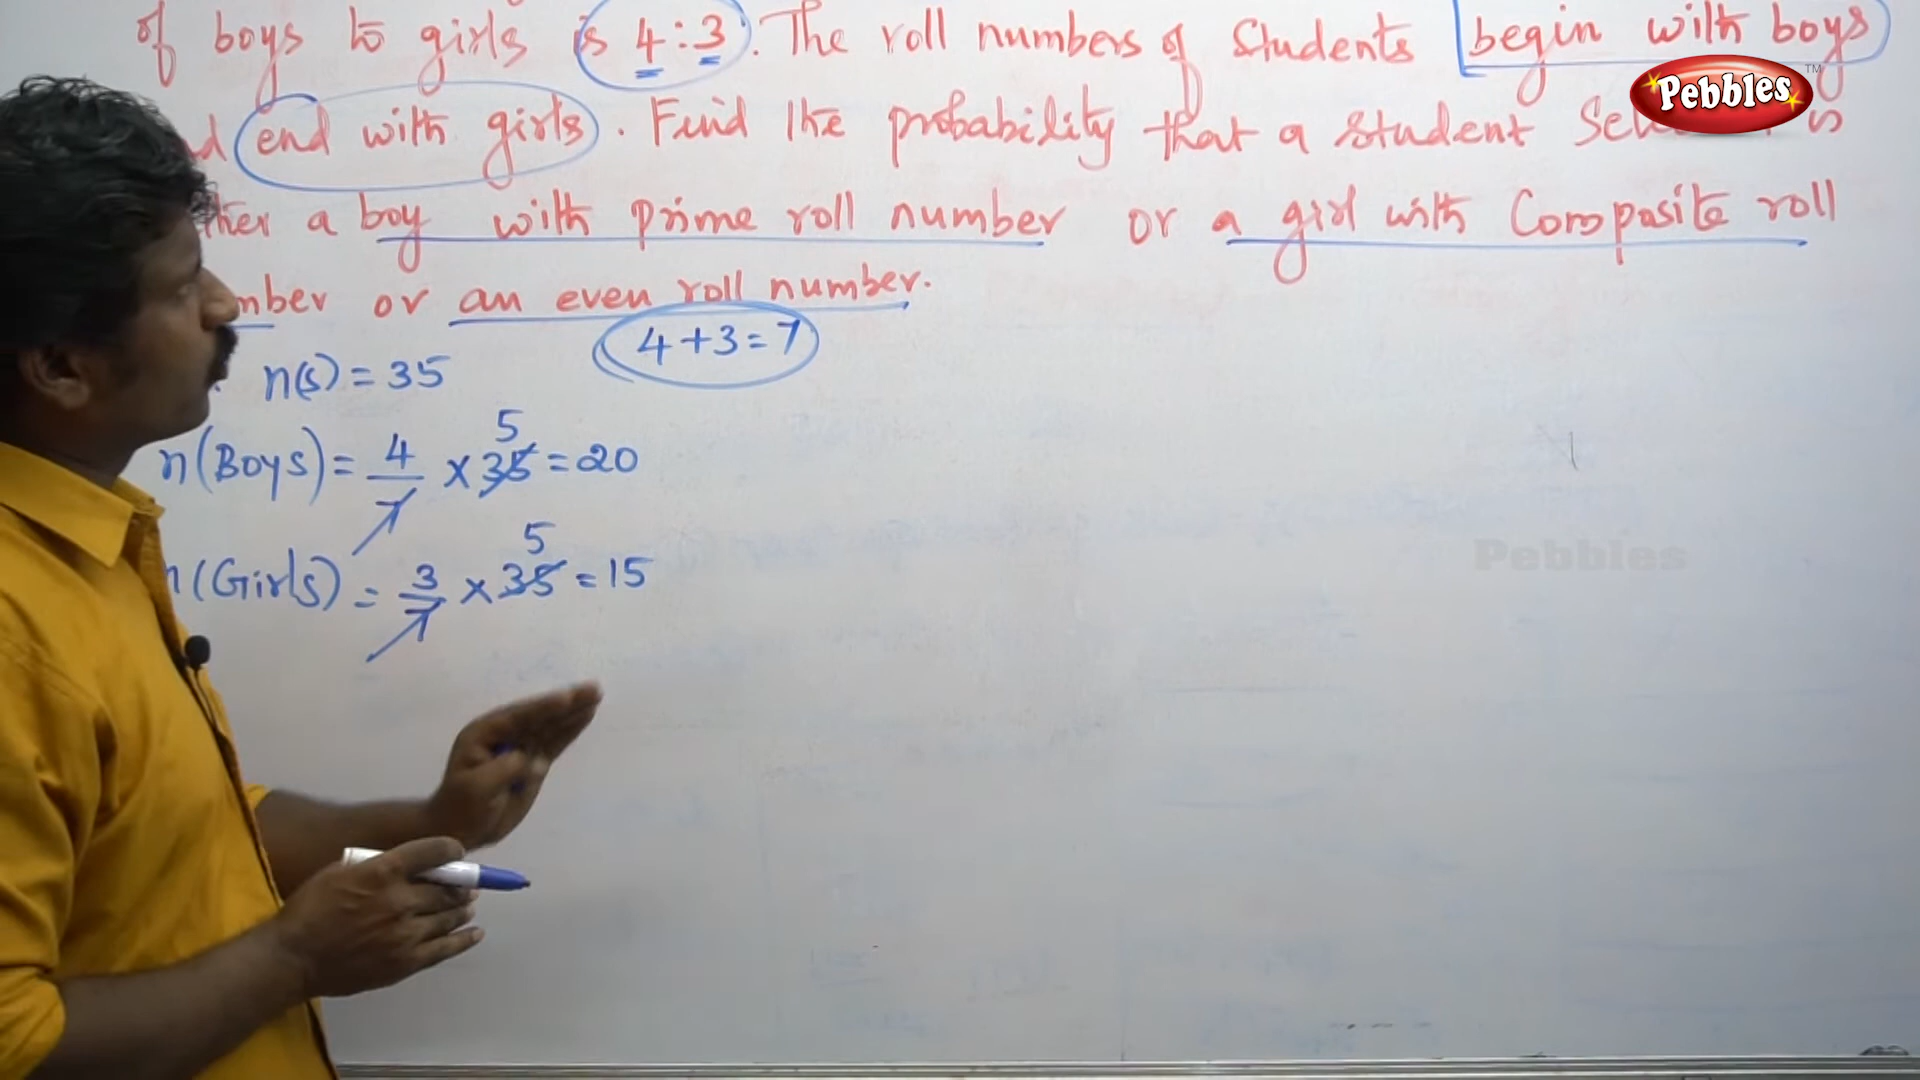 of boys to girls is 4:3. The roll numbers of Students begin with boys
end with girls. Find the probability that a student is
a boy with prime roll number or a girl with Composite roll
or an even roll number.
4+3=7
n(s) = 35
n(Boys) = 4/7 × 35 = 20
5
n(Girls) = 3/7 × 35 = 15
5
Pebbles™
Pebbles